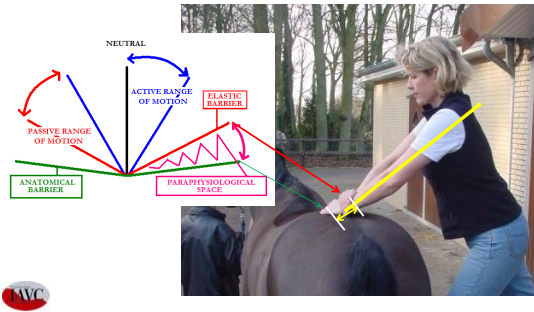 NEUTRAL
ACTIVE RANGE
OF MOTION
ELASTIC
BARRIER
PASSIVE RANGE
OF MOTION
ANATOMICAL
BARRIER
PARAPHYSIOLOGICAL
SPACE
IAVC